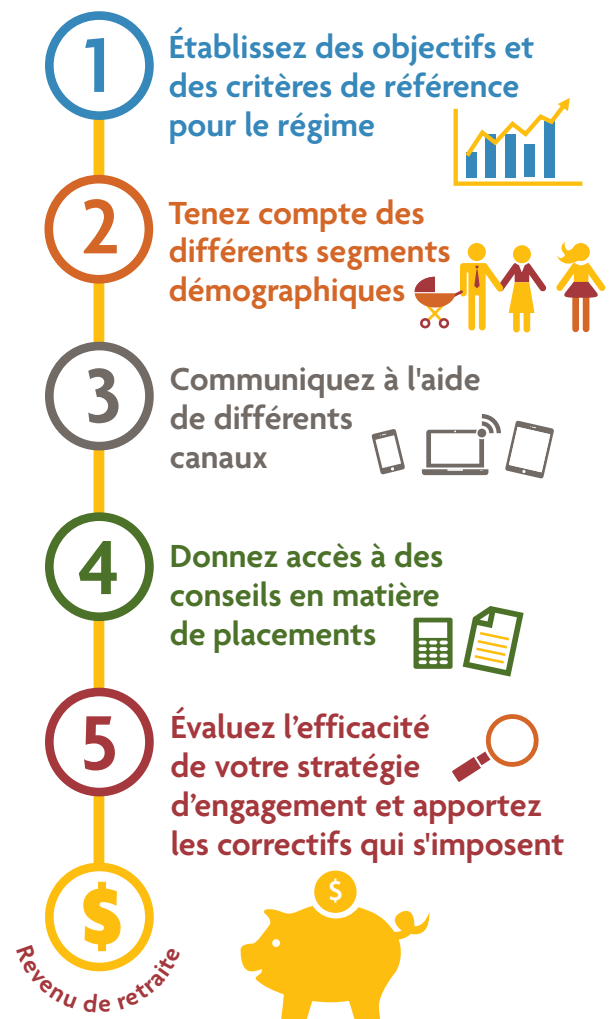 1
Établissez des objectifs et
des critères de référence
pour le régime
2
Tenez compte des
différents segments
démographiques
3
Communiquez à l'aide
de différents
canaux
4
Donnez accès à des
conseils en matière
de placements
5
Évaluez l’efficacité
de votre stratégie
d’engagement et apportez
les correctifs qui s'imposent
$
Revenu de retraite
$